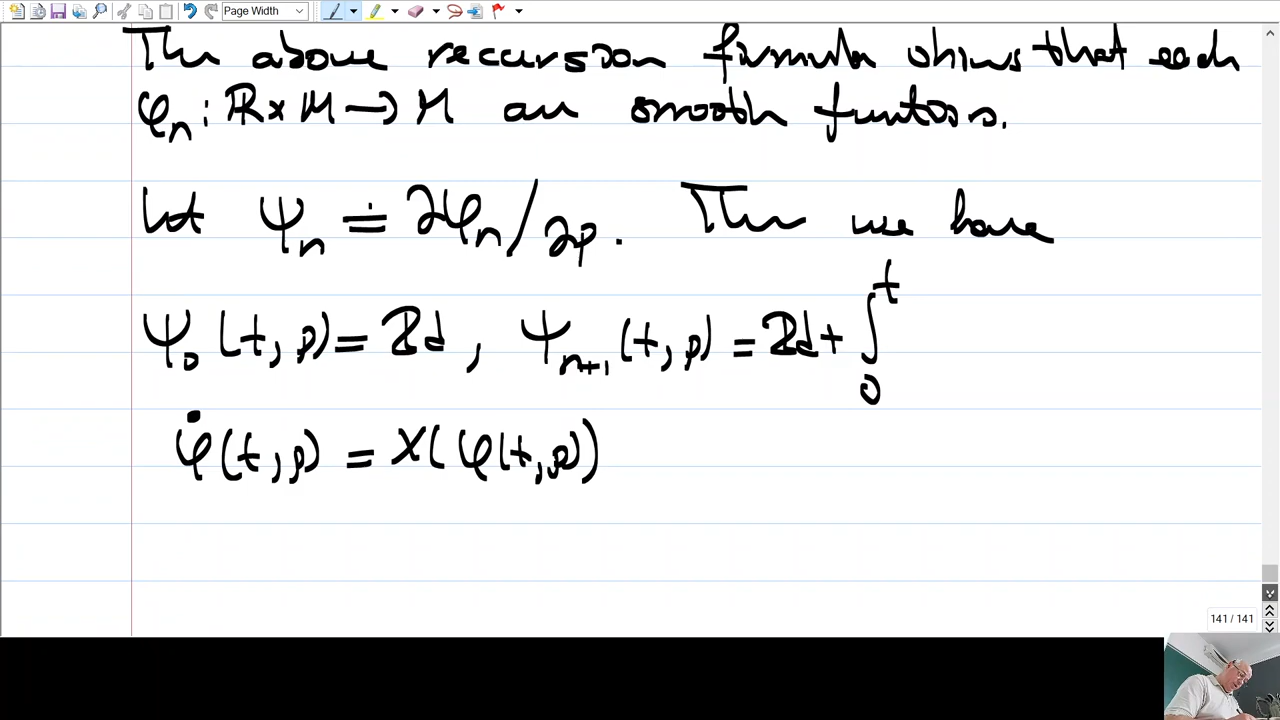 Page Width
The above recursion formula shows that each
φₙ : ℝ × M → M are smooth functions.
Let ψₙ ≐ ∂φₙ/∂p. Then we have
ψ₀(t,p) = Id, ψₙ₊₁(t,p) = Id + ∫₀ᵗ
φ̇(t,p) = X(φ(t,p))
141 / 141